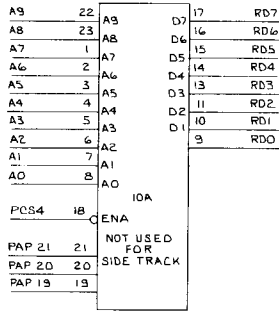 A9 22 A9 D7 17 RD7
A8 23 A8 D6 16 RD6
A7 1 A7 D5 15 RD5
A6 2 A6 D4 14 RD4
A5 3 A5 D3 13 RD3
A4 4 A4 D2 11 RD2
A3 5 A3 D1 10 RD1
A2 6 A2 9 RD0
A1 7 A1
A0 8 A0
10A
PCS4 18 ENA
NOT USED
FOR
SIDE TRACK
PAP 21 21
PAP 20 20
PAP 19 19